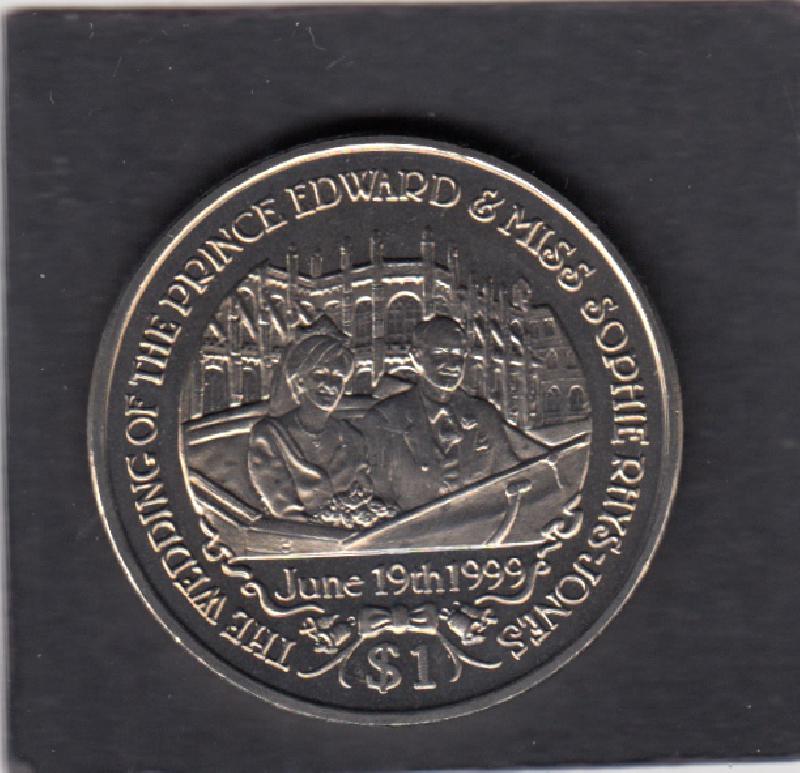 THE WEDDING OF THE PRINCE EDWARD & MISS SOPHIE RHYS-JONES
June 19th 1999
$1